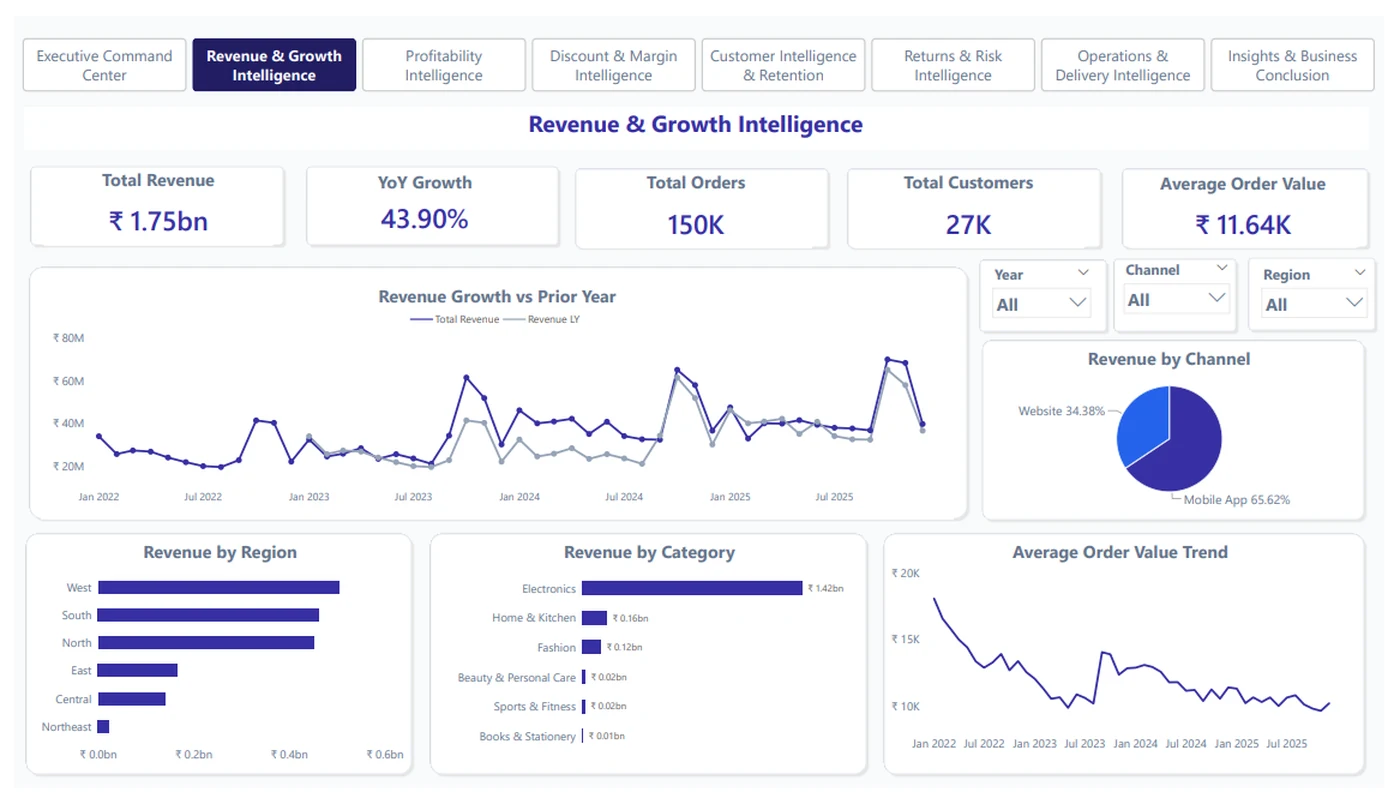 Executive Command
Center
Revenue & Growth
Intelligence
Profitability
Intelligence
Discount & Margin
Intelligence
Customer Intelligence
& Retention
Returns & Risk
Intelligence
Operations &
Delivery Intelligence
Insights & Business
Conclusion
Revenue & Growth Intelligence
Total Revenue
₹ 1.75bn
YoY Growth
43.90%
Total Orders
150K
Total Customers
27K
Average Order Value
₹ 11.64K
Revenue Growth vs Prior Year
Total Revenue
Revenue LY
₹ 80M
₹ 60M
₹ 40M
₹ 20M
Jan 2022
Jul 2022
Jan 2023
Jul 2023
Jan 2024
Jul 2024
Jan 2025
Jul 2025
Year
All
Channel
All
Region
All
Revenue by Channel
Website 34.38%
Mobile App 65.62%
Revenue by Region
West
South
North
East
Central
Northeast
₹ 0.0bn
₹ 0.2bn
₹ 0.4bn
₹ 0.6bn
Revenue by Category
Electronics
₹ 1.42bn
Home & Kitchen
₹ 0.16bn
Fashion
₹ 0.12bn
Beauty & Personal Care
₹ 0.02bn
Sports & Fitness
₹ 0.02bn
Books & Stationery
₹ 0.01bn
Average Order Value Trend
₹ 20K
₹ 15K
₹ 10K
Jan 2022
Jul 2022
Jan 2023
Jul 2023
Jan 2024
Jul 2024
Jan 2025
Jul 2025